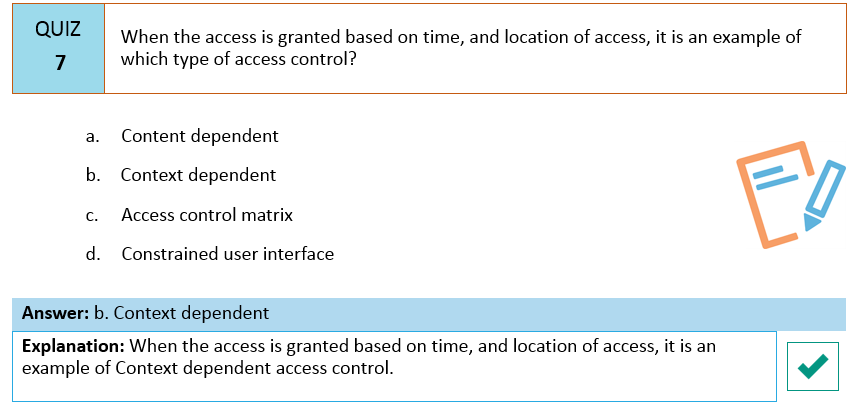 QUIZ
7
When the access is granted based on time, and location of access, it is an example of
which type of access control?
a. Content dependent
b. Context dependent
c. Access control matrix
d. Constrained user interface
Answer: b. Context dependent
Explanation: When the access is granted based on time, and location of access, it is an
example of Context dependent access control.